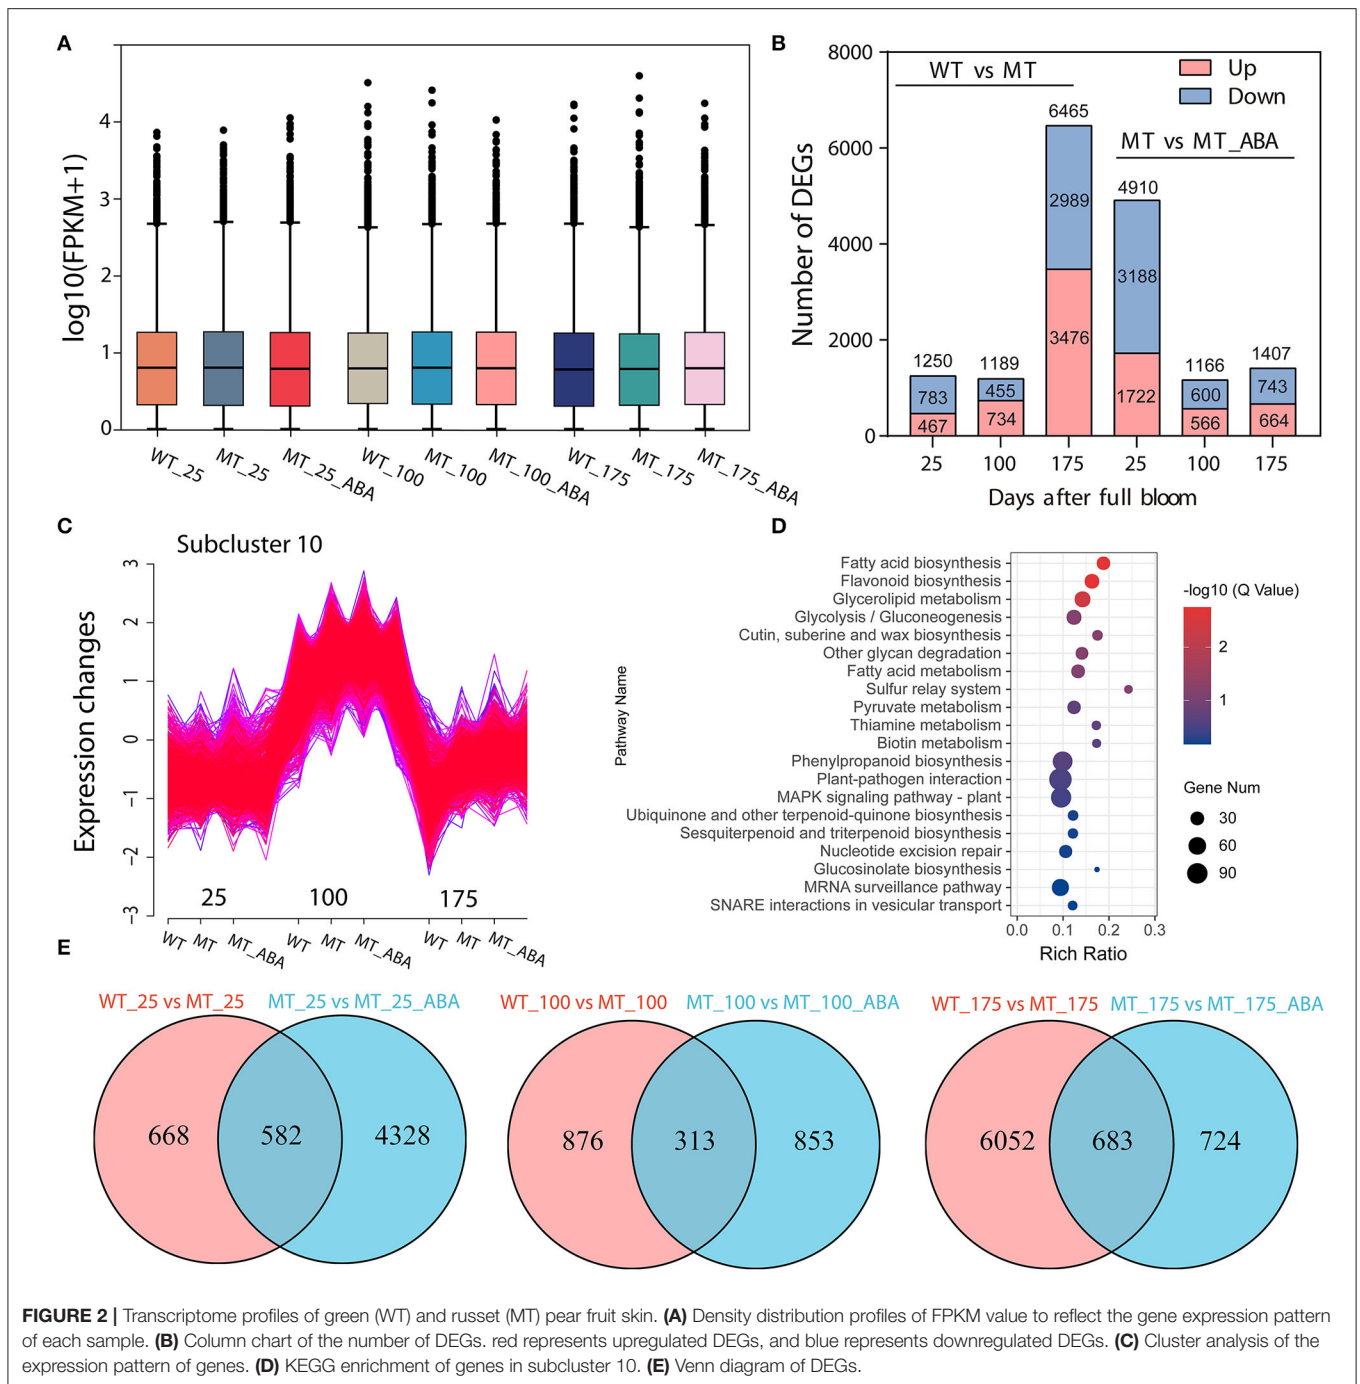 A
log10(FPKM+1)
4
3
2
1
0
WT_25
MT_25
MT_25_ABA
WT_100
MT_100
MT_100_ABA
WT_175
MT_175
MT_175_ABA
B
Number of DEGs
8000
6000
4000
2000
0
WT vs MT
Up
Down
MT vs MT_ABA
1250
783
467
1189
455
734
6465
2989
3476
4910
3188
1722
1166
600
566
1407
743
664
25 100 175 25 100 175
Days after full bloom
C
Subcluster 10
Expression changes
3
2
1
0
−1
−2
−3
25 100 175
WT MT MT_ABA WT MT MT_ABA WT MT MT_ABA
D
Pathway Name
Fatty acid biosynthesis
Flavonoid biosynthesis
Glycerolipid metabolism
Glycolysis / Gluconeogenesis
Cutin, suberine and wax biosynthesis
Other glycan degradation
Fatty acid metabolism
Sulfur relay system
Pyruvate metabolism
Thiamine metabolism
Biotin metabolism
Phenylpropanoid biosynthesis
Plant-pathogen interaction
MAPK signaling pathway - plant
Ubiquinone and other terpenoid-quinone biosynthesis
Sesquiterpenoid and triterpenoid biosynthesis
Nucleotide excision repair
Glucosinolate biosynthesis
MRNA surveillance pathway
SNARE interactions in vesicular transport
0.0 0.1 0.2 0.3
Rich Ratio
-log10 (Q Value)
2
1
Gene Num
30
60
90
E
WT_25 vs MT_25 MT_25 vs MT_25_ABA
668 582 4328
WT_100 vs MT_100 MT_100 vs MT_100_ABA
876 313 853
WT_175 vs MT_175 MT_175 vs MT_175_ABA
6052 683 724
FIGURE 2 | Transcriptome profiles of green (WT) and russet (MT) pear fruit skin. (A) Density distribution profiles of FPKM value to reflect the gene expression pattern
of each sample. (B) Column chart of the number of DEGs. red represents upregulated DEGs, and blue represents downregulated DEGs. (C) Cluster analysis of the
expression pattern of genes. (D) KEGG enrichment of genes in subcluster 10. (E) Venn diagram of DEGs.